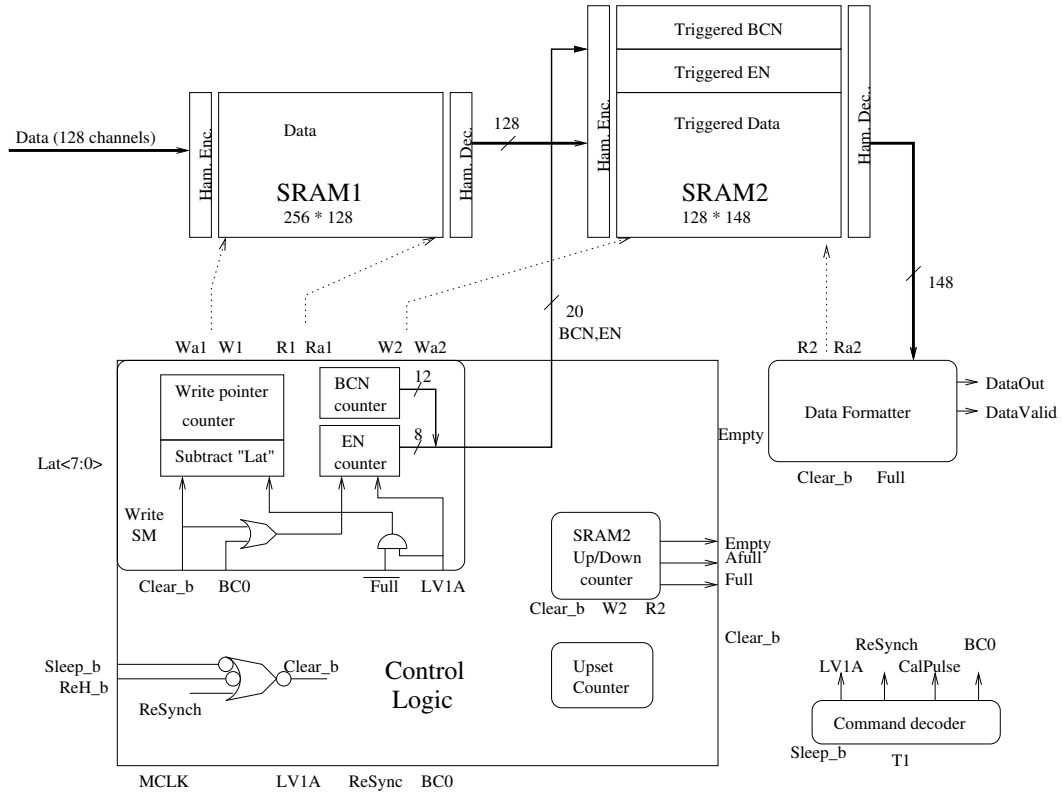 Triggered BCN
Triggered EN
Triggered Data
Ham. Enc.
SRAM2
128 * 148
Ham. Dec..
Data (128 channels)
Ham. Enc.
Data
SRAM1
256 * 128
Ham. Dec.
128
148
20
BCN,EN
Wa1 W1
R1 Ra1
W2 Wa2
R2 Ra2
Write pointer
counter
Subtract "Lat"
BCN
counter
12
EN
counter
8
Lat<7:0>
Write
SM
Clear_b
BC0
Full
LV1A
Empty
Data Formatter
DataOut
DataValid
Clear_b Full
SRAM2
Up/Down
counter
Empty
Afull
Full
Clear_b W2 R2
Clear_b
Sleep_b
ReH_b
ReSynch
Clear_b
Control
Logic
Upset
Counter
ReSynch
BC0
LV1A
CalPulse
Command decoder
Sleep_b
T1
MCLK
LV1A
ReSync
BC0